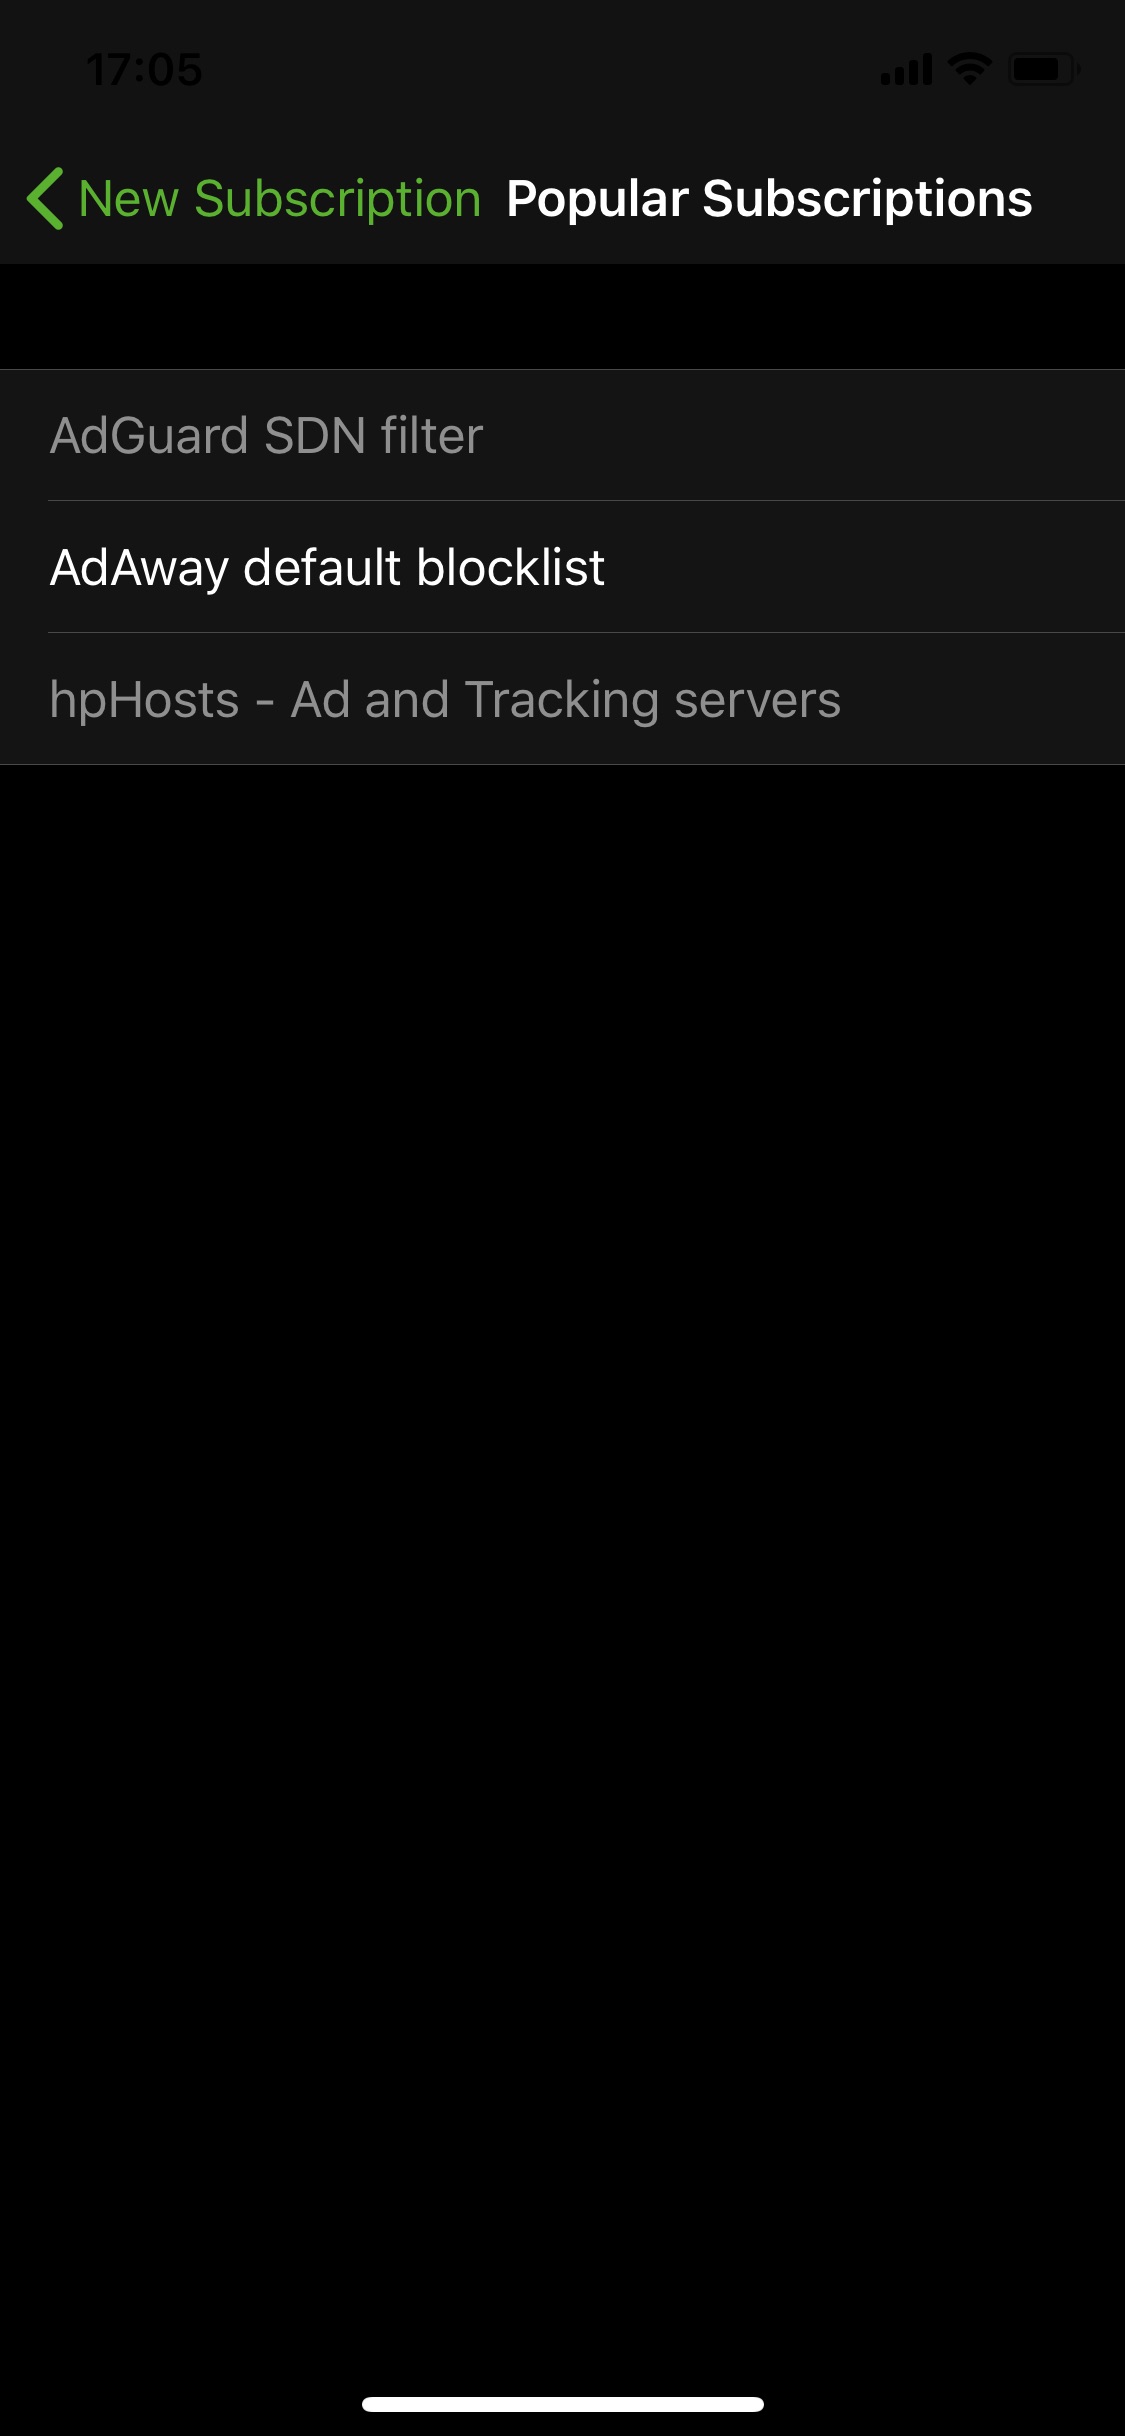 17:05
New Subscription Popular Subscriptions
AdGuard SDN filter
AdAway default blocklist
hpHosts - Ad and Tracking servers